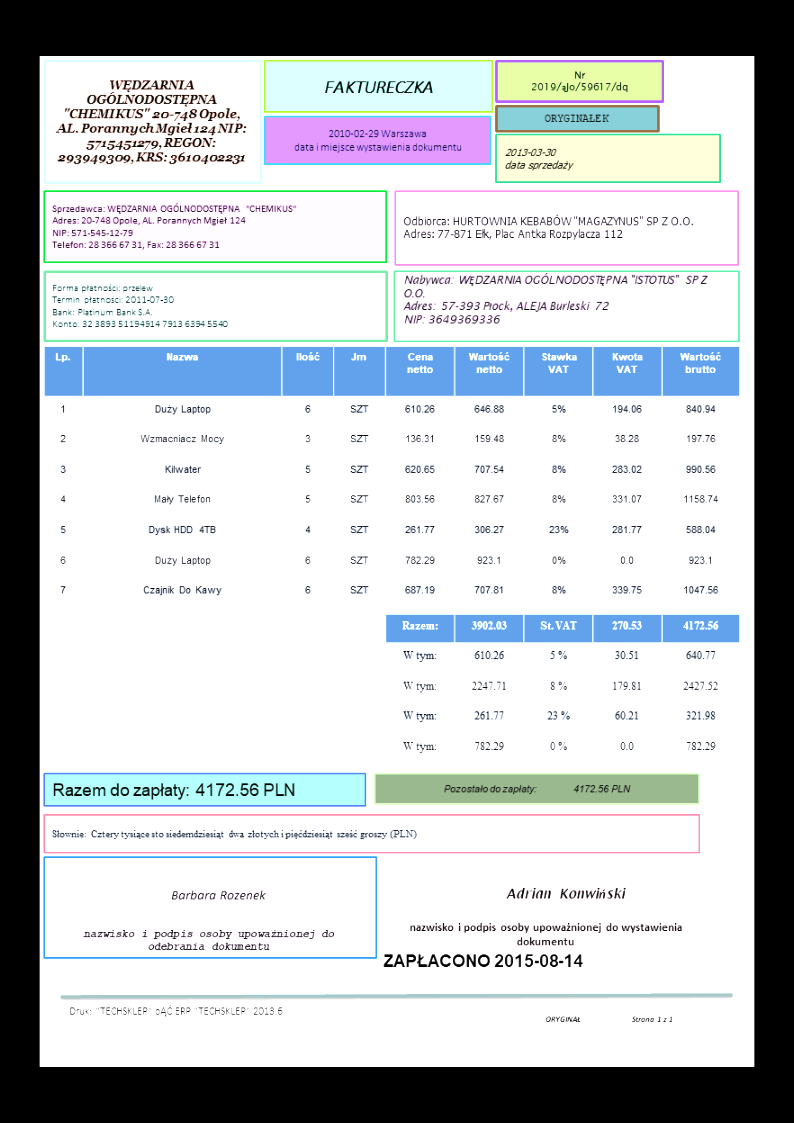 WĘDZARNIA
OGÓLNODOSTĘPNA
"CHEMIKUS" 20-748 Opole,
AL. Porannych Mgieł 124 NIP:
5715451279, REGON:
293949309, KRS: 3610402231
FAKTURECZKA
2010-02-29 Warszawa
data i miejsce wystawienia dokumentu
Nr
2019/ąJo/59617/dq
ORYGINAŁEK
2013-03-30
data sprzedaży
Sprzedawca: WĘDZARNIA OGÓLNODOSTĘPNA "CHEMIKUS"
Adres: 20-748 Opole, AL. Porannych Mgieł 124
NIP: 571-545-12-79
Telefon: 28 366 67 31, Fax: 28 366 67 31
Odbiorca: HURTOWNIA KEBABÓW "MAGAZYNUS" SP Z O.O.
Adres: 77-871 Ełk, Plac Antka Rozpylacza 112
Forma płatności: przelew
Termin płatności: 2011-07-30
Bank: Platinum Bank S.A.
Konto: 32 3893 51194914 7913 6394 5540
Nabywca: WĘDZARNIA OGÓLNODOSTĘPNA "ISTOTUS" SP Z
O.O.
Adres: 57-393 Płock, ALEJA Burleski 72
NIP: 3649369336
Lp. Nazwa Ilość Jm Cena netto Wartość netto Stawka VAT Kwota VAT Wartość brutto
1 Duży Laptop 6 SZT 610.26 646.88 5% 194.06 840.94
2 Wzmacniacz Mocy 3 SZT 136.31 159.48 8% 38.28 197.76
3 Kilwater 5 SZT 620.65 707.54 8% 283.02 990.56
4 Mały Telefon 5 SZT 803.56 827.67 8% 331.07 1158.74
5 Dysk HDD 4TB 4 SZT 261.77 306.27 23% 281.77 588.04
6 Duży Laptop 6 SZT 782.29 923.1 0% 0.0 923.1
7 Czajnik Do Kawy 6 SZT 687.19 707.81 8% 339.75 1047.56
Razem: 3902.03 St.VAT 270.53 4172.56
W tym: 610.26 5 % 30.51 640.77
W tym: 2247.71 8 % 179.81 2427.52
W tym: 261.77 23 % 60.21 321.98
W tym: 782.29 0 % 0.0 782.29
Razem do zapłaty: 4172.56 PLN
Pozostało do zapłaty: 4172.56 PLN
Słownie: Cztery tysiące sto siedemdziesiąt dwa złotych i pięćdziesiąt sześć groszy (PLN)
Barbara Rozenek
nazwisko i podpis osoby upoważnionej do
odebrania dokumentu
Adrian Konwiński
nazwisko i podpis osoby upoważnionej do wystawienia
dokumentu
ZAPŁACONO 2015-08-14
Druk: "TECHSKLEP" ERP "TECHSKLEP" 2013.6
ORYGINAŁ Strona 1 z 1